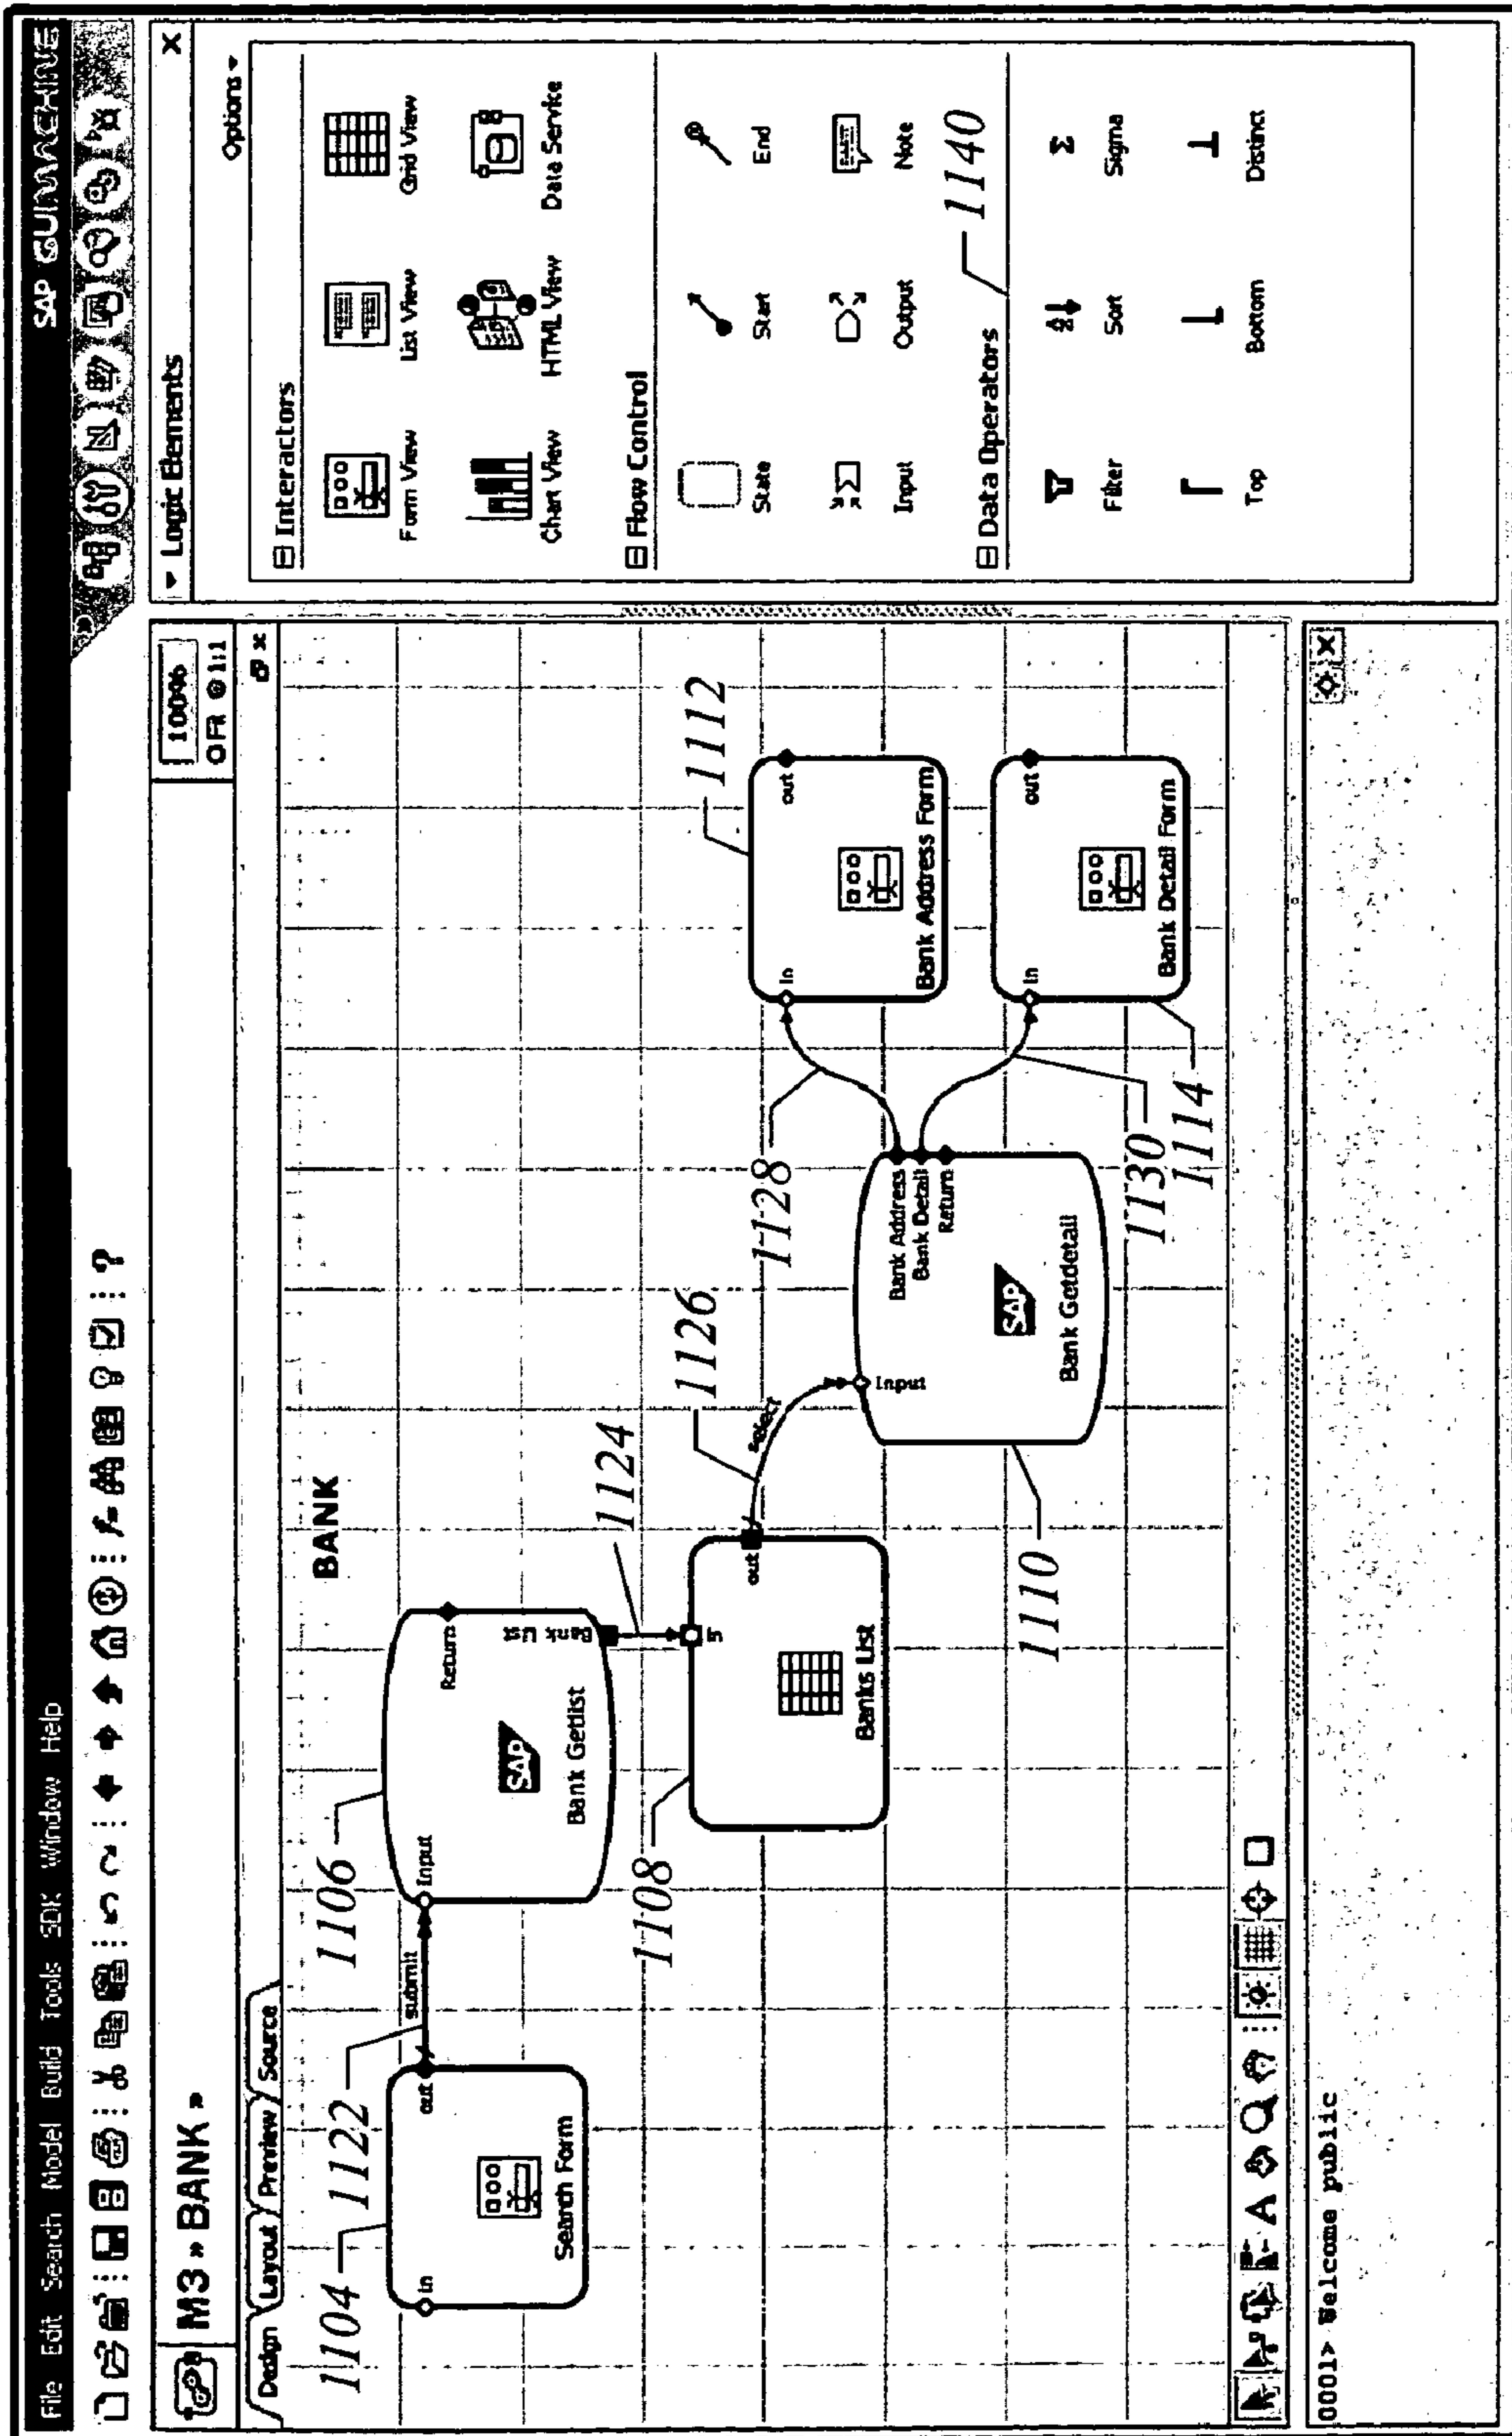 SAP GUIMACHINE
File Edit Search Model Build Tools SDK Window Help
M3 » BANK »
100%
Fit 1:1
Design Layout Preview Source
BANK
1104
1122
1106
1124
1126
1108
1128
1112
1110
1130
1114
In
out
Search Form
submit
Input
Return
Bank List
Bank Getlist
In
out
Banks List
select
Input
Bank Address
Bank Detail
Return
Bank Getdetail
In
out
Bank Address Form
In
out
Bank Detail Form
Logic Elements
Options
Interactors
Form View List View Grid View
Chart View HTML View Data Service
Flow Control
State Start End
Input Output Note
Data Operators
1140
Filter Sort Sigma
Top Bottom Distinct
0001> Welcome public